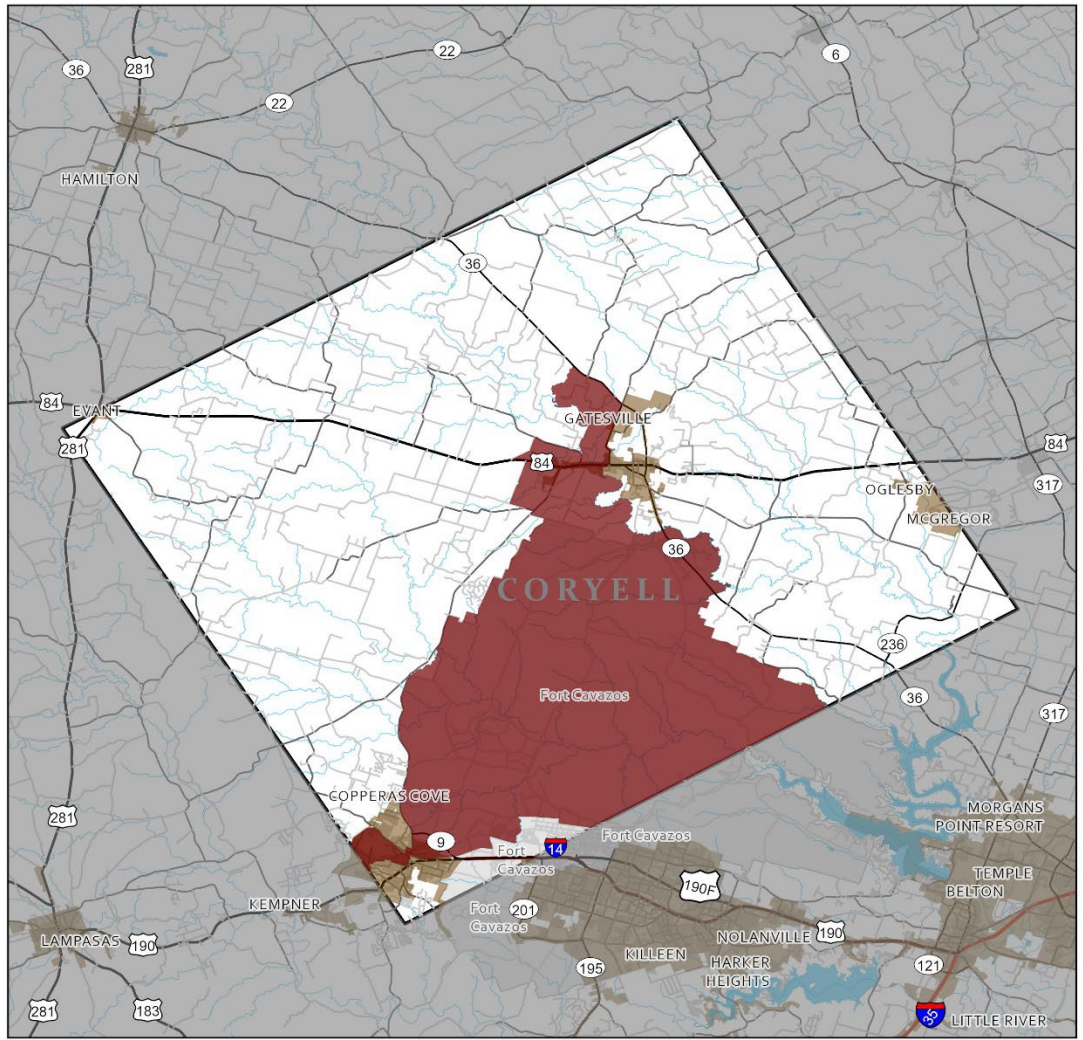 22
6
36
281
22
HAMILTON
36
84
EVANT
281
GATESVILLE
84
84
OGLESBY
317
MCGREGOR
36
CORYELL
236
Fort Cavazos
36
317
COPPERAS COVE
281
MORGANS
POINT RESORT
9
Fort Cavazos
14
Fort
Cavazos
TEMPLE
190F
BELTON
KEMPNER
201
Fort
Cavazos
LAMPASAS
190
NOLANVILLE
190
KILLEEN
HARKER
HEIGHTS
195
121
281
183
35
LITTLE RIVER